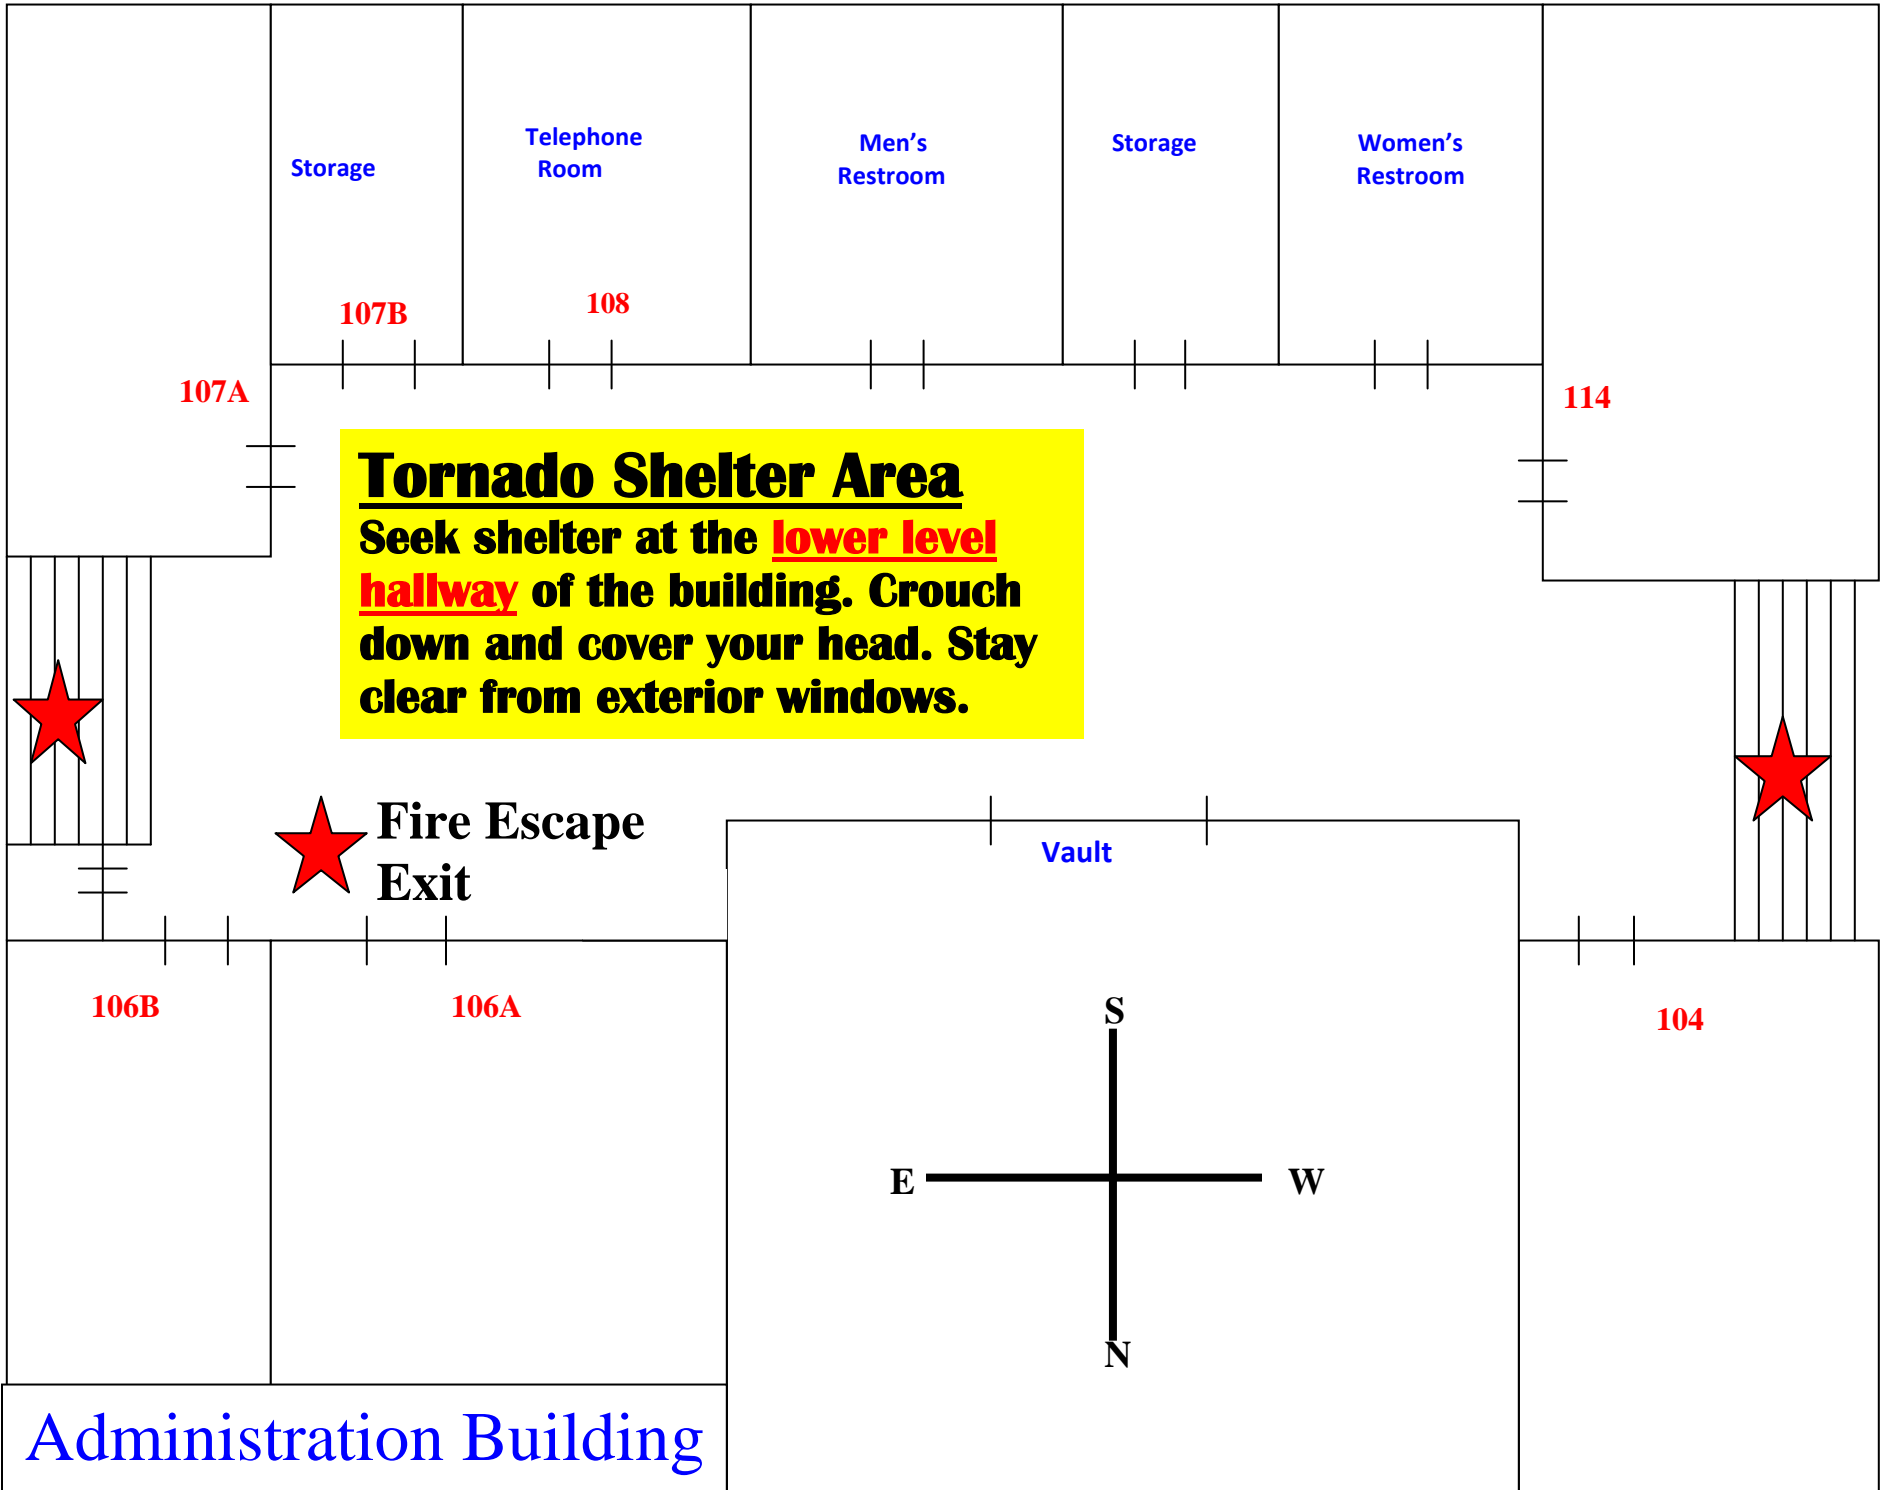 Storage
Telephone
Room
Men’s
Restroom
Storage
Women’s
Restroom
107B
108
107A
114
Tornado Shelter Area
Seek shelter at the lower level
hallway of the building. Crouch
down and cover your head. Stay
clear from exterior windows.
Fire Escape
Exit
Vault
106B
106A
104
S
E
W
N
Administration Building